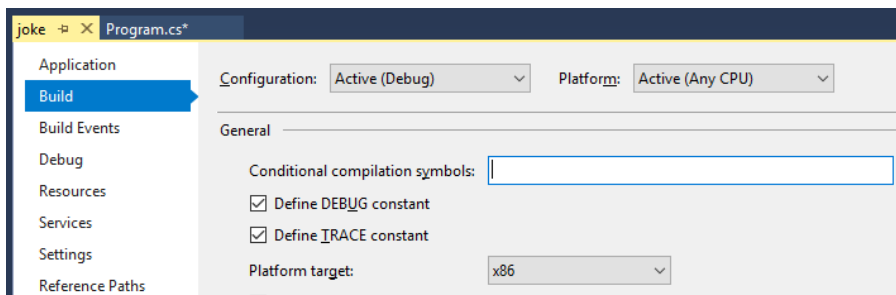 joke Program.cs*
Application
Build
Build Events
Debug
Resources
Services
Settings
Reference Paths
Configuration: Active (Debug) Platform: Active (Any CPU)
General
Conditional compilation symbols:
Define DEBUG constant
Define TRACE constant
Platform target: x86